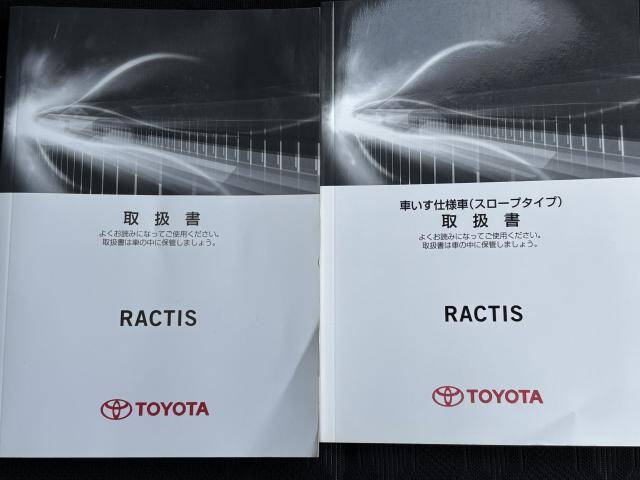 取扱書
よくお読みになってご使用ください。
取扱書は車の中に保管しましょう。
RACTIS
TOYOTA
車いす仕様車(スロープタイプ)
取扱書
よくお読みになってご使用ください。
取扱書は車の中に保管しましょう。
RACTIS
TOYOTA